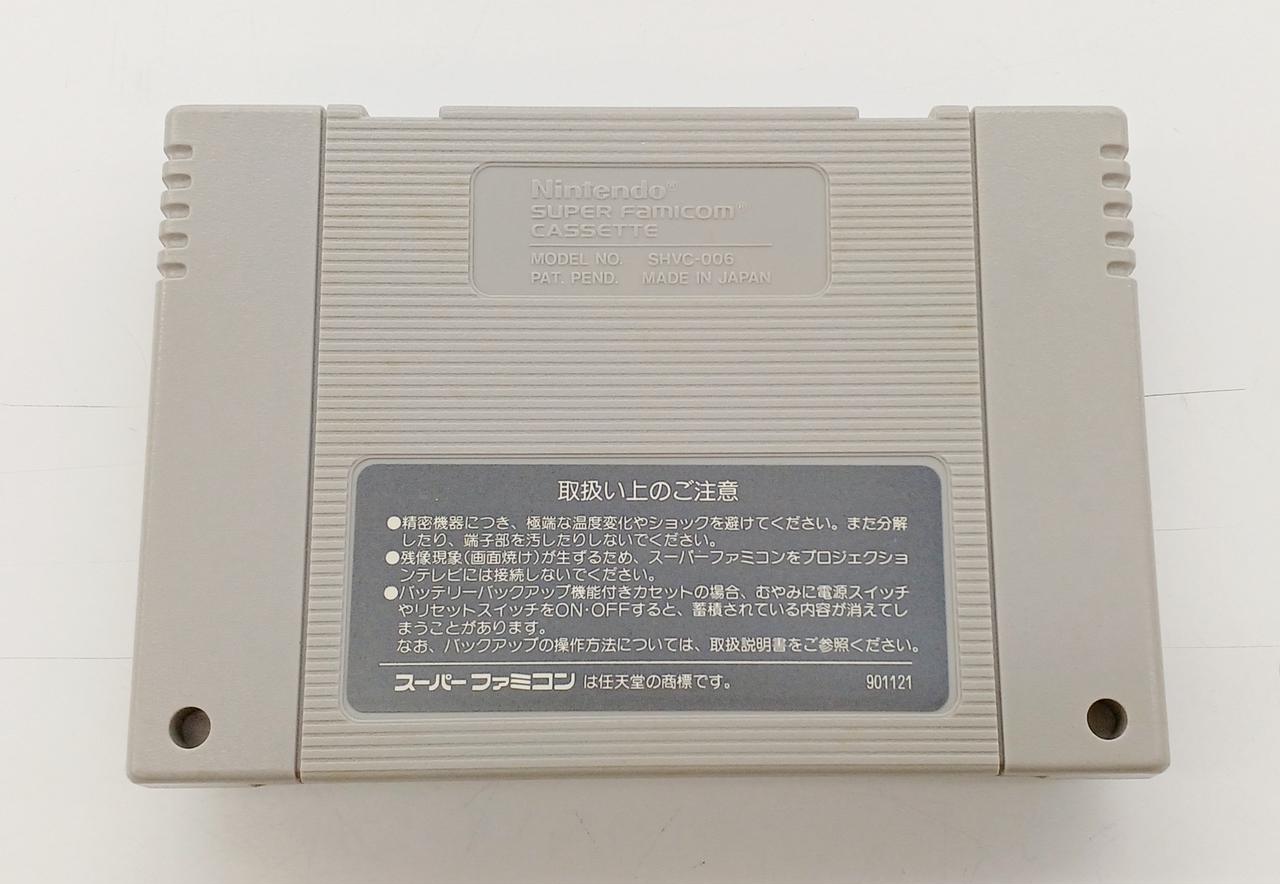 Nintendo®
SUPER FAMICOM®
CASSETTE
MODEL NO. SHVC-006
PAT. PEND. MADE IN JAPAN
取扱い上のご注意
●精密機器につき、極端な温度変化やショックを避けてください。また分解
したり、端子部を汚したりしないでください。
●残像現象(画面焼け)が生ずるため、スーパーファミコンをプロジェクショ
ンテレビには接続しないでください。
●バッテリーバックアップ機能付きカセットの場合、むやみに電源スイッチ
やリセットスイッチをON・OFFすると、蓄積されている内容が消えてし
まうことがあります。
なお、バックアップの操作方法については、取扱説明書をご参照ください。
スーパーファミコン は任天堂の商標です。 901121